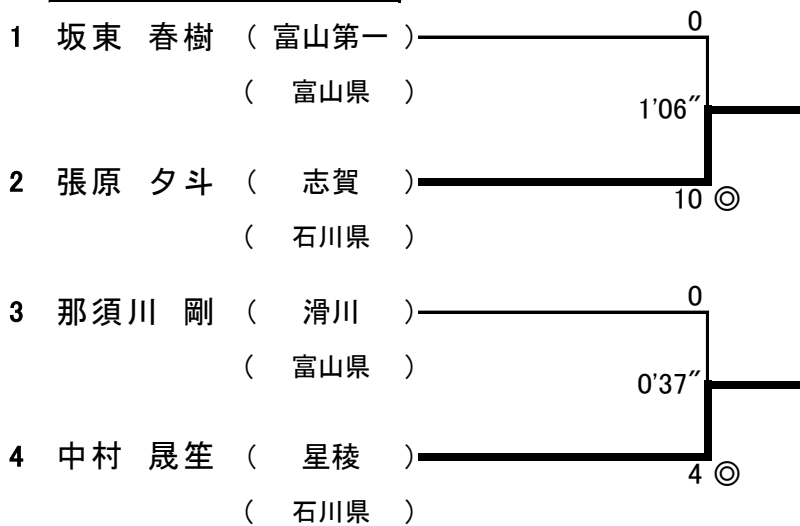 1 坂東 春樹 ( 富山第一 ) 0
( 富山県 )
1'06″
2 張原 夕斗 ( 志賀 )
10 ◎
( 石川県 )
3 那須川 剛 ( 滑川 ) 0
( 富山県 )
0'37″
4 中村 晟笙 ( 星稜 )
4 ◎
( 石川県 )